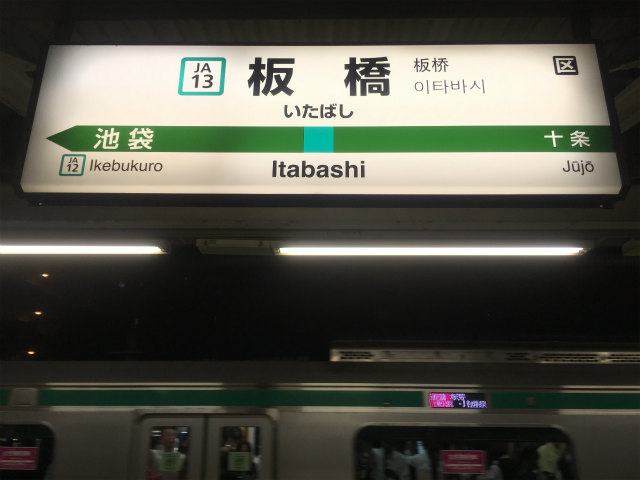 JA
13
板橋
板桥
이타바시
区
いたばし
池袋
十条
JA
12
Ikebukuro
Itabashi
Jūjō